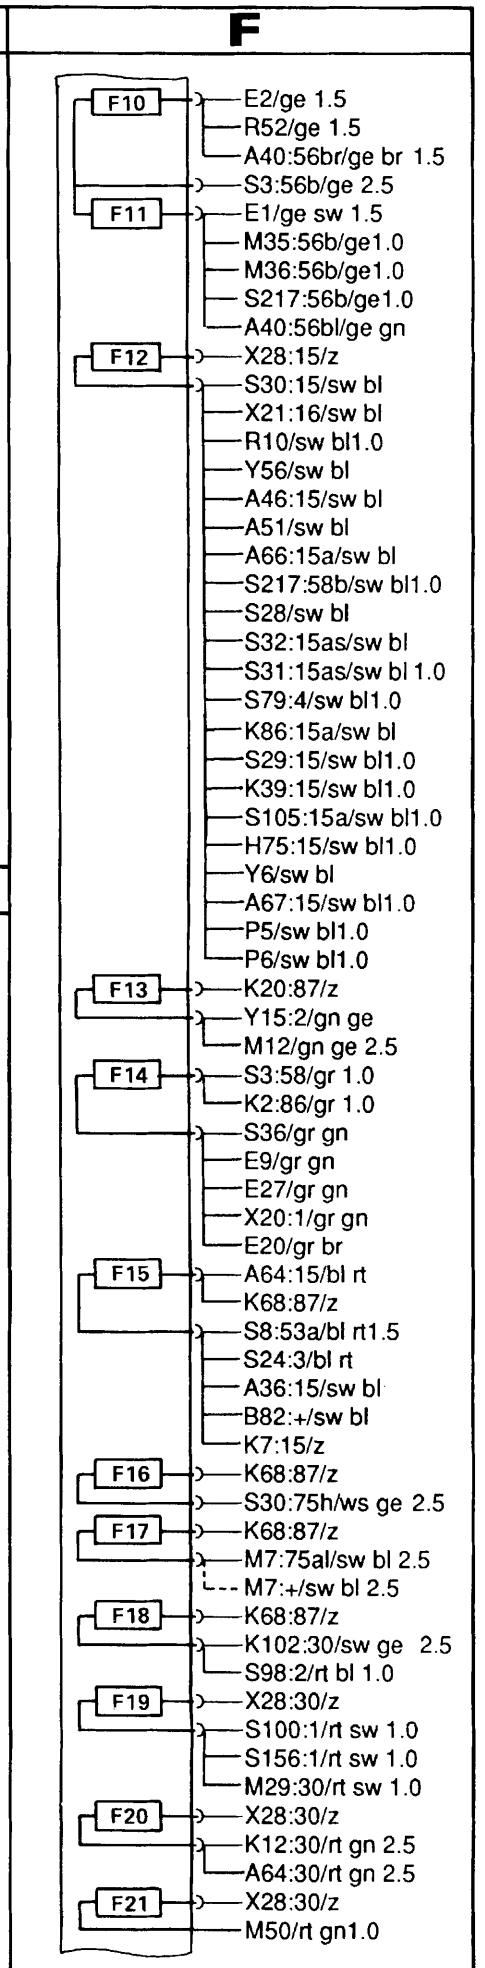 F
F10 E2/ge 1.5
R52/ge 1.5
A40:56br/ge br 1.5
S3:56b/ge 2.5
F11 E1/ge sw 1.5
M35:56b/ge1.0
M36:56b/ge1.0
S217:56b/ge1.0
A40:56bl/ge gn
F12 X28:15/z
S30:15/sw bl
X21:16/sw bl
R10/sw bl1.0
Y56/sw bl
A46:15/sw bl
A51/sw bl
A66:15a/sw bl
S217:58b/sw bl1.0
S28/sw bl
S32:15as/sw bl
S31:15as/sw bl 1.0
S79:4/sw bl1.0
K86:15a/sw bl
S29:15/sw bl1.0
K39:15/sw bl1.0
S105:15a/sw bl1.0
H75:15/sw bl1.0
Y6/sw bl
A67:15/sw bl1.0
P5/sw bl1.0
P6/sw bl1.0
F13 K20:87/z
Y15:2/gn ge
M12/gn ge 2.5
F14 S3:58/gr 1.0
K2:86/gr 1.0
S36/gr gn
E9/gr gn
E27/gr gn
X20:1/gr gn
E20/gr br
F15 A64:15/bl rt
K68:87/z
S8:53a/bl rt1.5
S24:3/bl rt
A36:15/sw bl
B82:+/sw bl
K7:15/z
F16 K68:87/z
S30:75h/ws ge 2.5
F17 K68:87/z
M7:75al/sw bl 2.5
M7:+/sw bl 2.5
F18 K68:87/z
K102:30/sw ge 2.5
S98:2/rt bl 1.0
F19 X28:30/z
S100:1/rt sw 1.0
S156:1/rt sw 1.0
M29:30/rt sw 1.0
F20 X28:30/z
K12:30/rt gn 2.5
A64:30/rt gn 2.5
F21 X28:30/z
M50/rt gn1.0